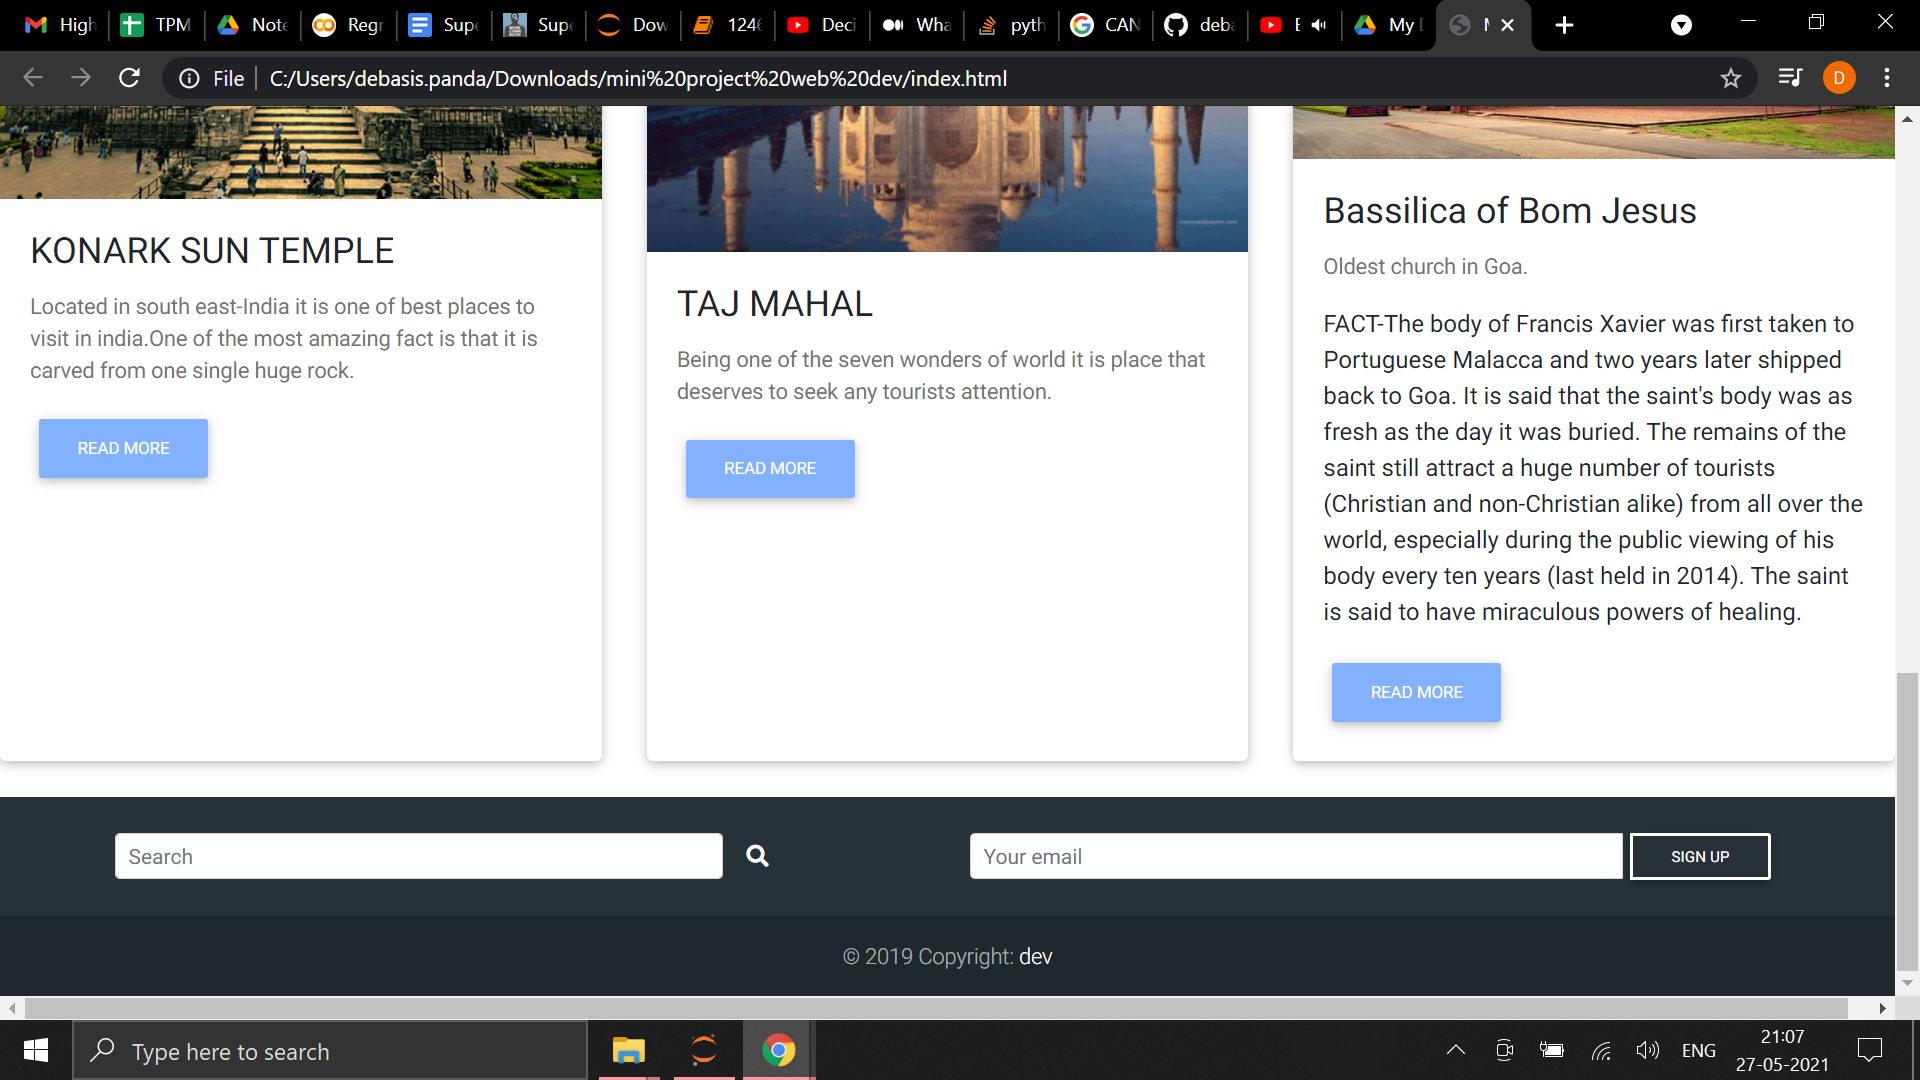 High
TPM
Note
Regr
Supe
Supe
Dow
1246
Deci
Wha
pyth
CAN
deba
E
My D
M
File
C:/Users/debasis.panda/Downloads/mini%20project%20web%20dev/index.html
D
KONARK SUN TEMPLE
Located in south east-India it is one of best places to
visit in india.One of the most amazing fact is that it is
carved from one single huge rock.
READ MORE
TAJ MAHAL
Being one of the seven wonders of world it is place that
deserves to seek any tourists attention.
READ MORE
Bassilica of Bom Jesus
Oldest church in Goa.
FACT-The body of Francis Xavier was first taken to
Portuguese Malacca and two years later shipped
back to Goa. It is said that the saint's body was as
fresh as the day it was buried. The remains of the
saint still attract a huge number of tourists
(Christian and non-Christian alike) from all over the
world, especially during the public viewing of his
body every ten years (last held in 2014). The saint
is said to have miraculous powers of healing.
READ MORE
Search
Your email
SIGN UP
© 2019 Copyright: dev
Type here to search
ENG
21:07
27-05-2021